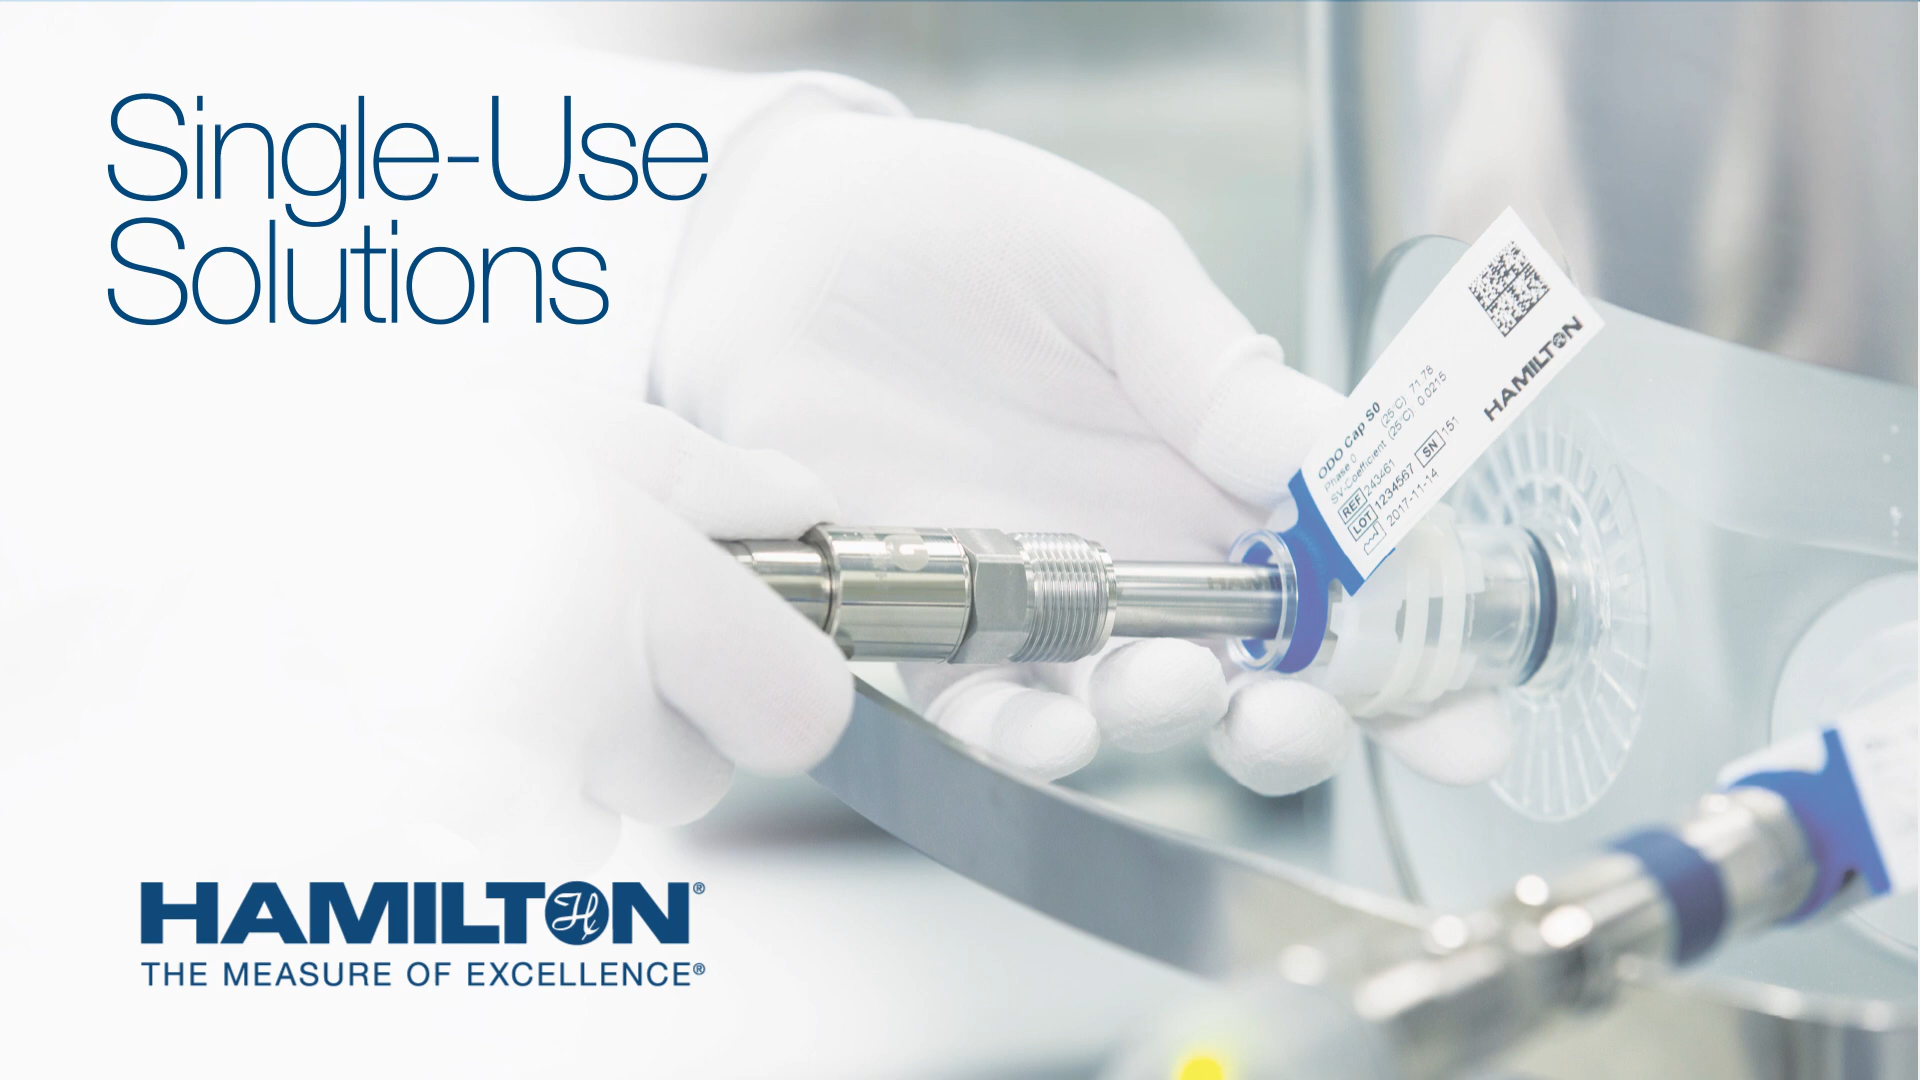 Single-Use
Solutions
HAMILTON®
THE MEASURE OF EXCELLENCE®
HAMILTON
ODO Cap S0
Phase 0 (25°C) 71.78
SV-Coefficient (25°C) 0.0215
REF 243461
LOT 1234567 SN 151
2017-11-14